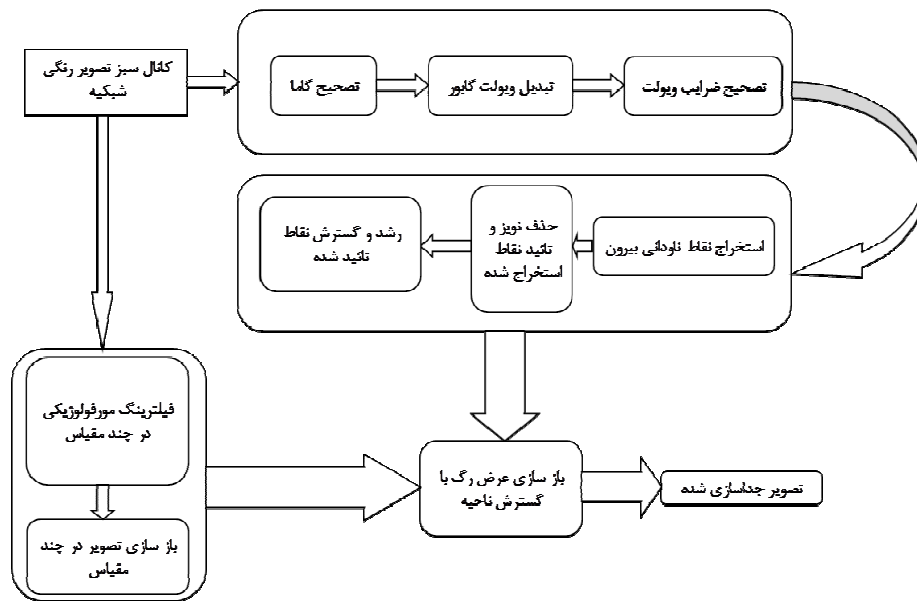 کانال سبز تصویر رنگی
شبکیه
تصحیح گاما
تبدیل ویولت گابور
تصحیح ضرایب ویولت
استخراج نقاط ناودانی بیرون
حذف نویز و
تائید نقاط
استخراج شده
رشد و گسترش نقاط
تائید شده
فیلترینگ مورفولوژیکی
در چند مقیاس
باز سازی تصویر در چند
مقیاس
باز سازی عرض رگ با
گسترش ناحیه
تصویر جداسازی شده